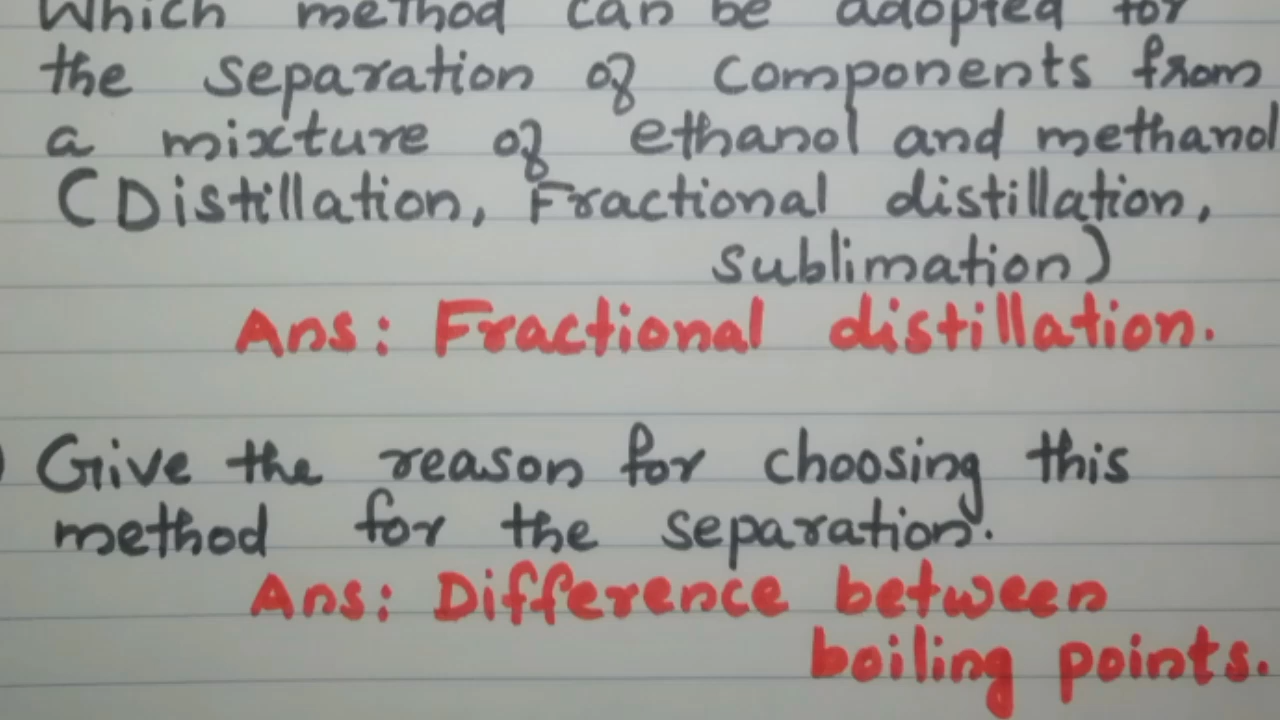 Which method can be adopted for
the separation of components from
a mixture of ethanol and methanol
(Distillation, Fractional distillation,
sublimation)
Ans: Fractional distillation.
) Give the reason for choosing this
method for the separation.
Ans: Difference between
boiling points.